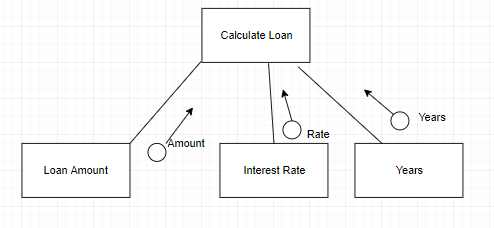 Calculate Loan
Years
Rate
Amount
Loan Amount
Interest Rate
Years